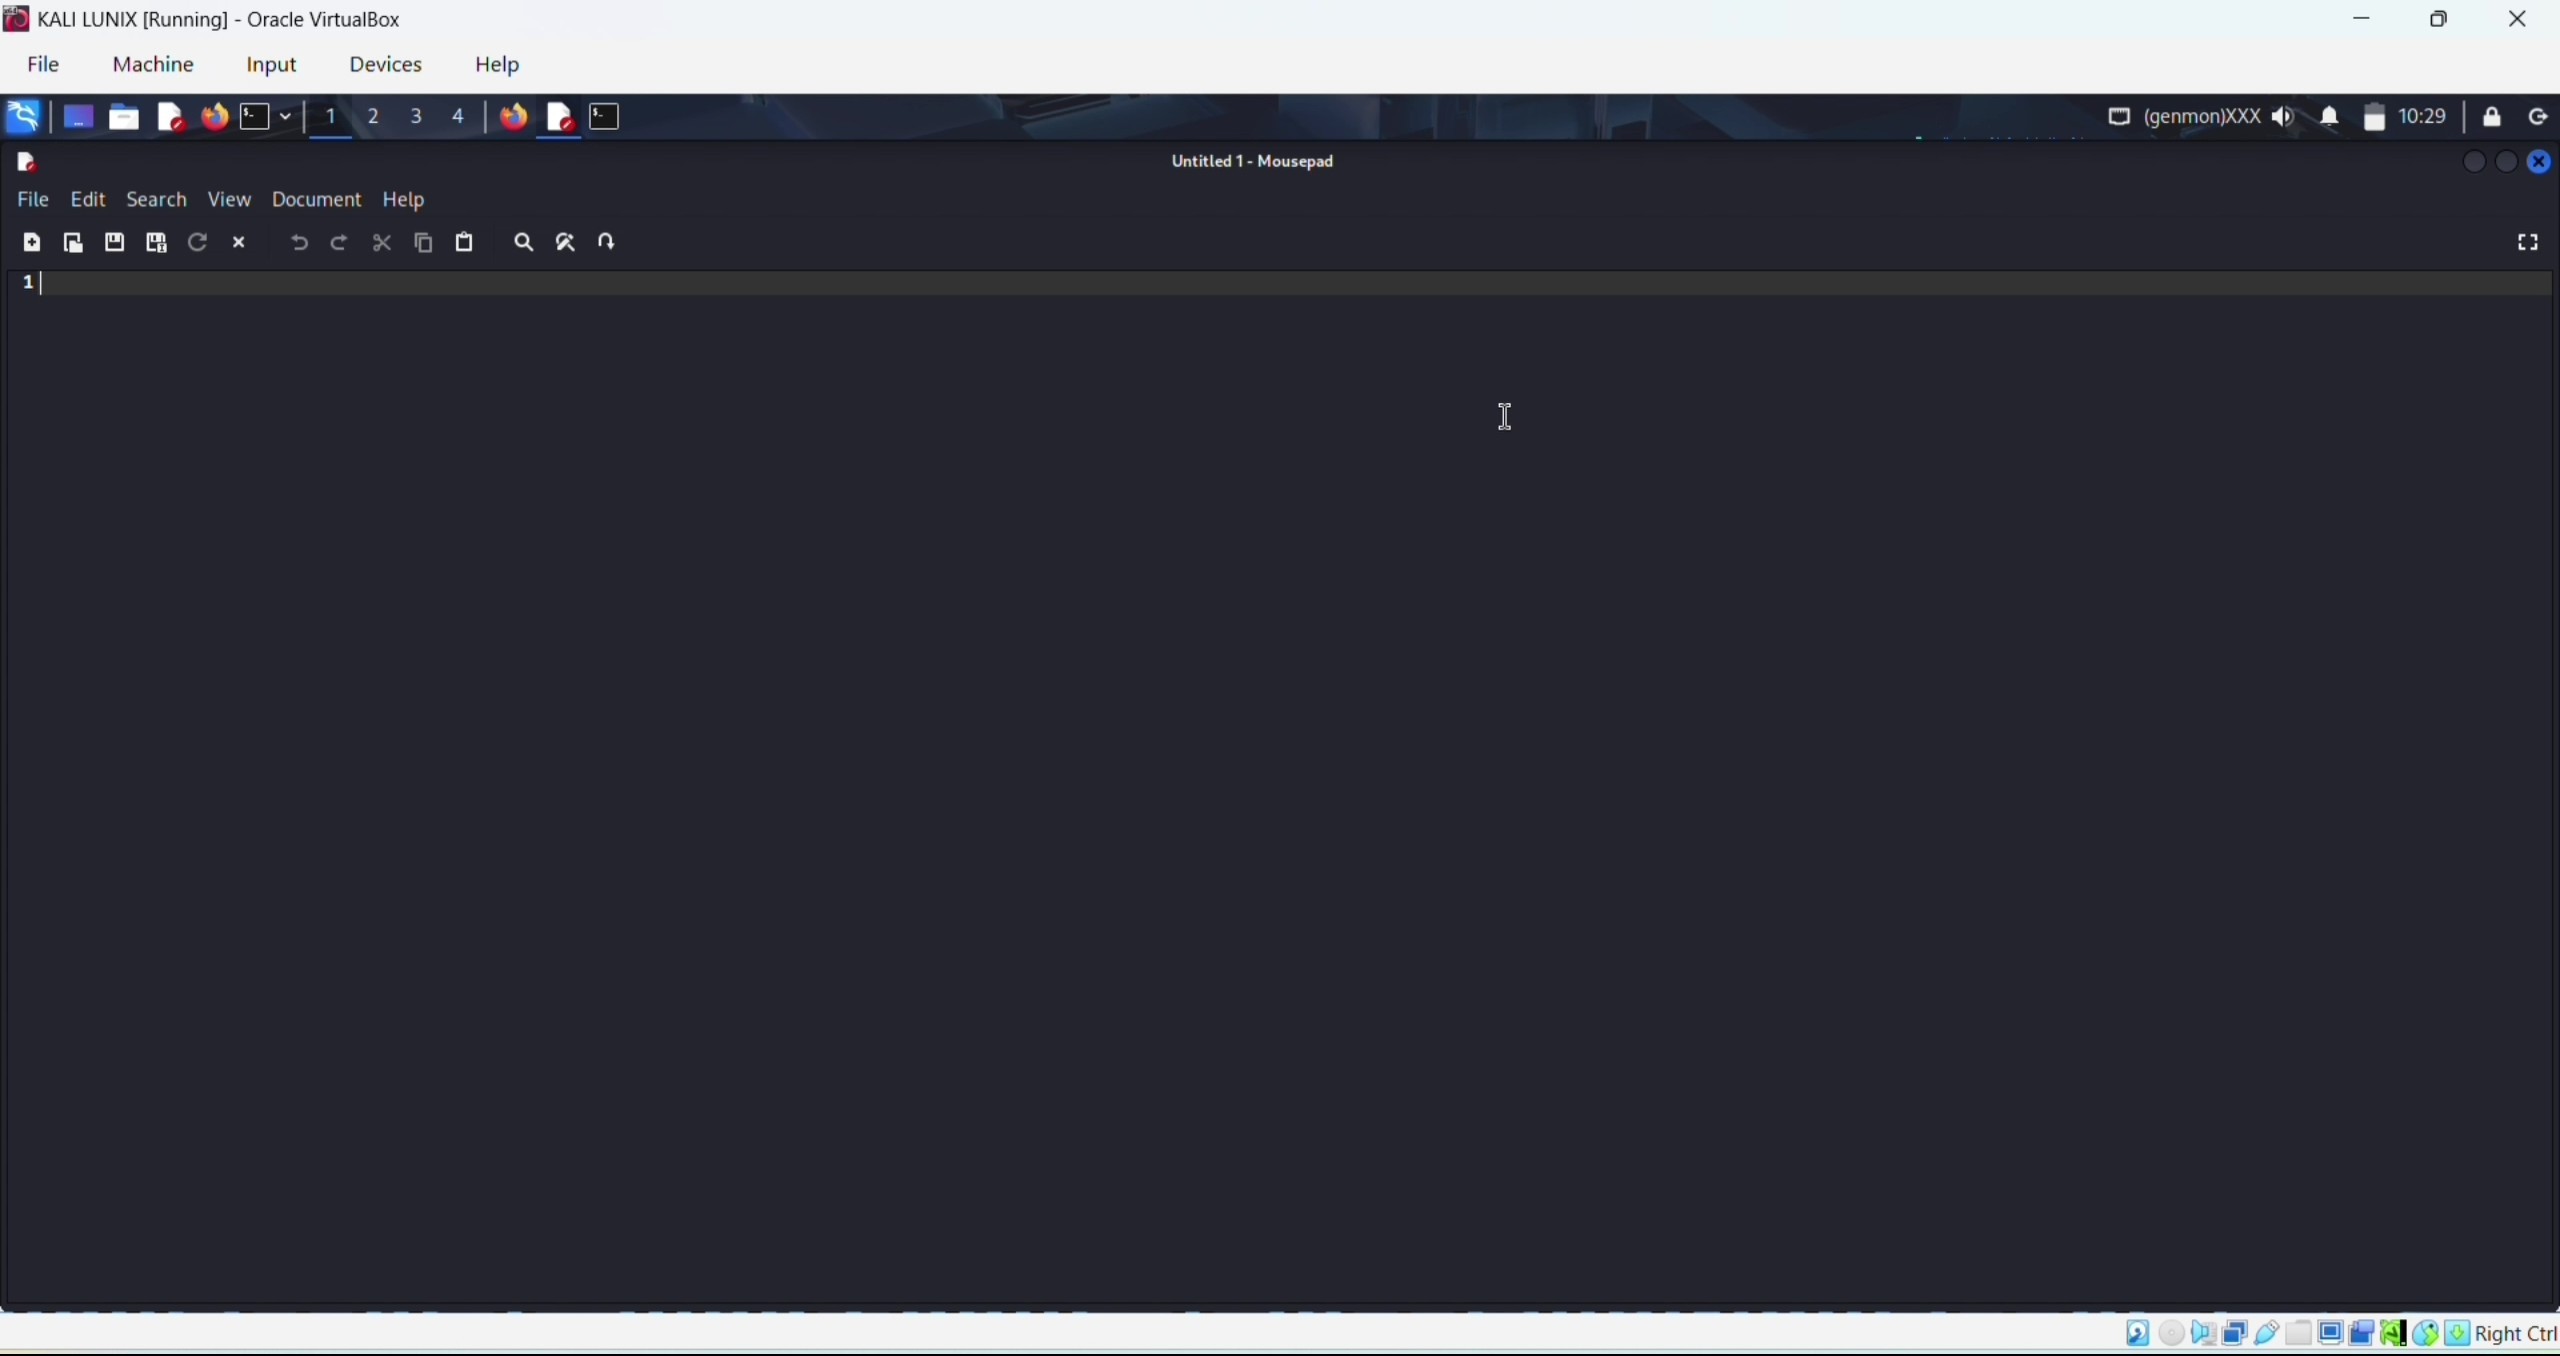 KALI LUNIX [Running] - Oracle VirtualBox
File Machine Input Devices Help
1 2 3 4 (genmon)XXX 10:29
Untitled 1 - Mousepad
File Edit Search View Document Help
1
Right Ctrl